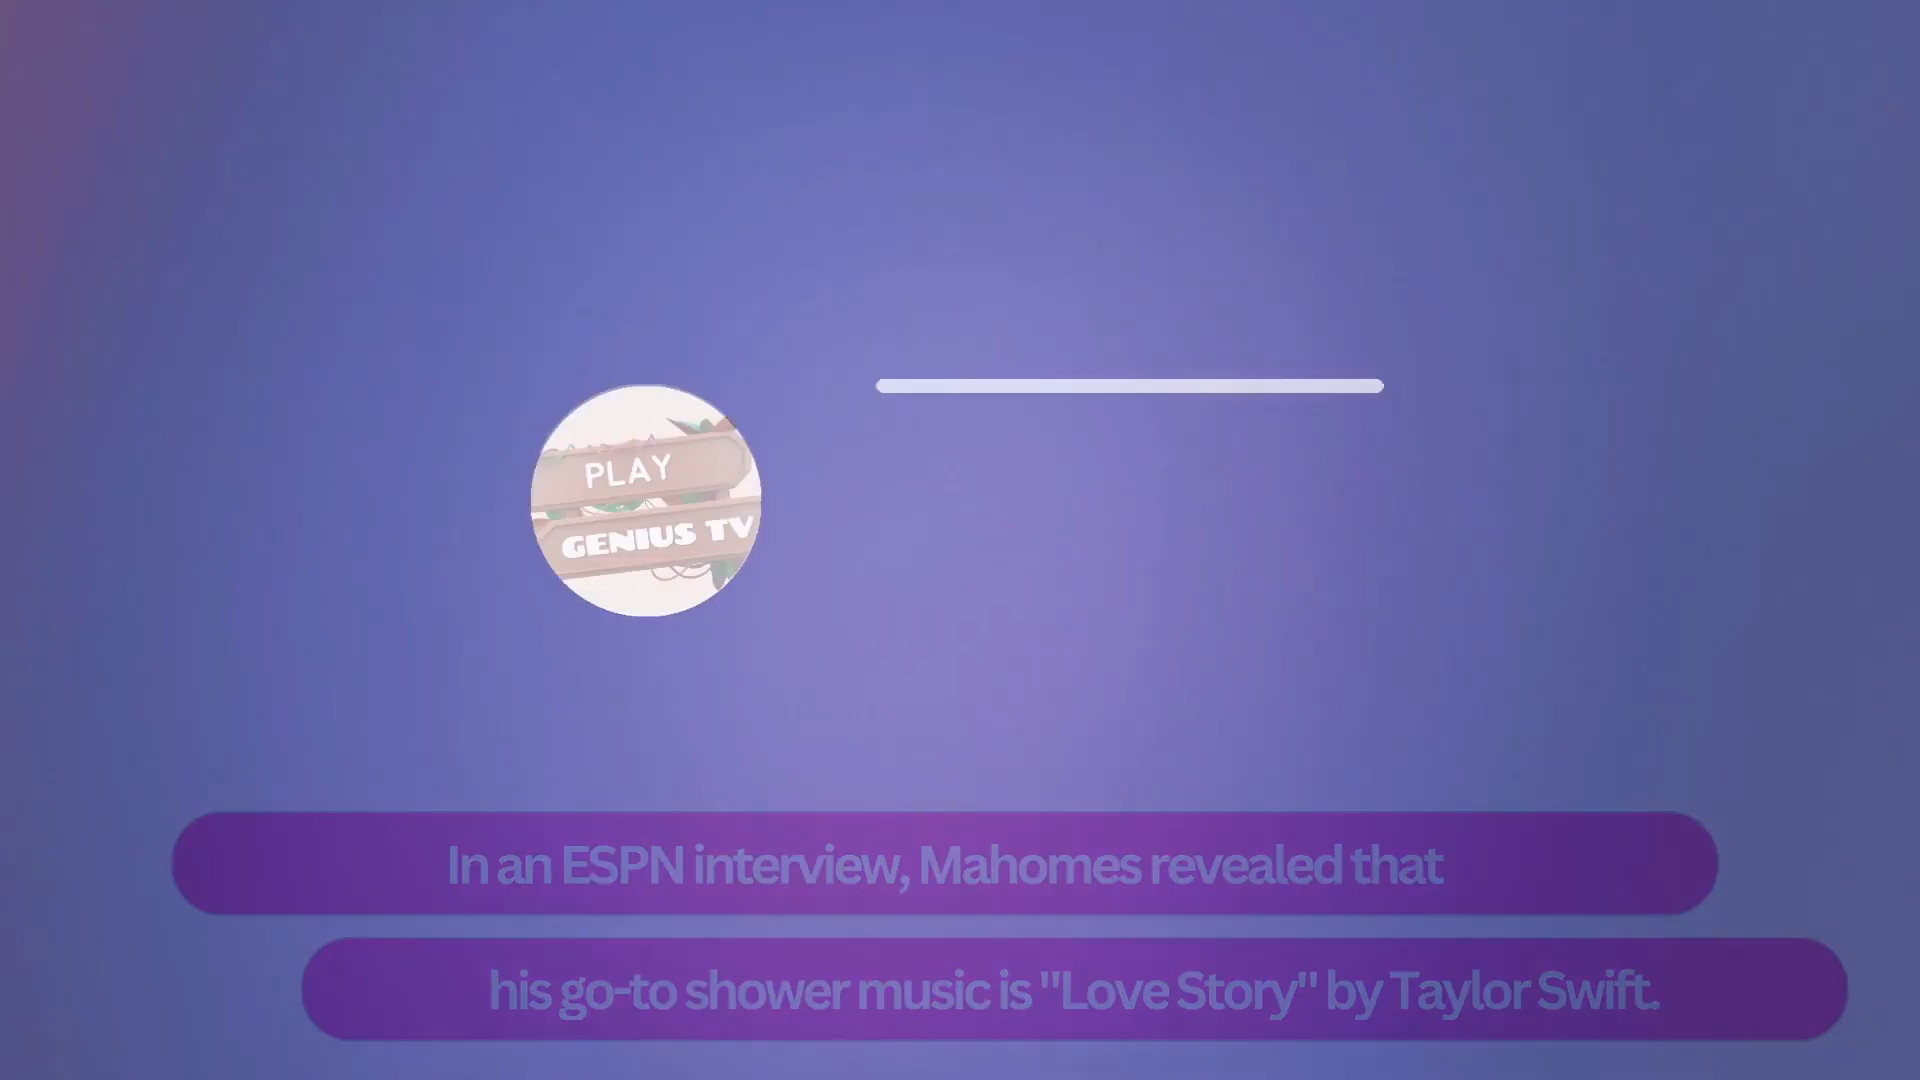 PLAY
GENIUS TV
In an ESPN interview, Mahomes revealed that
his go-to shower music is "Love Story" by Taylor Swift.